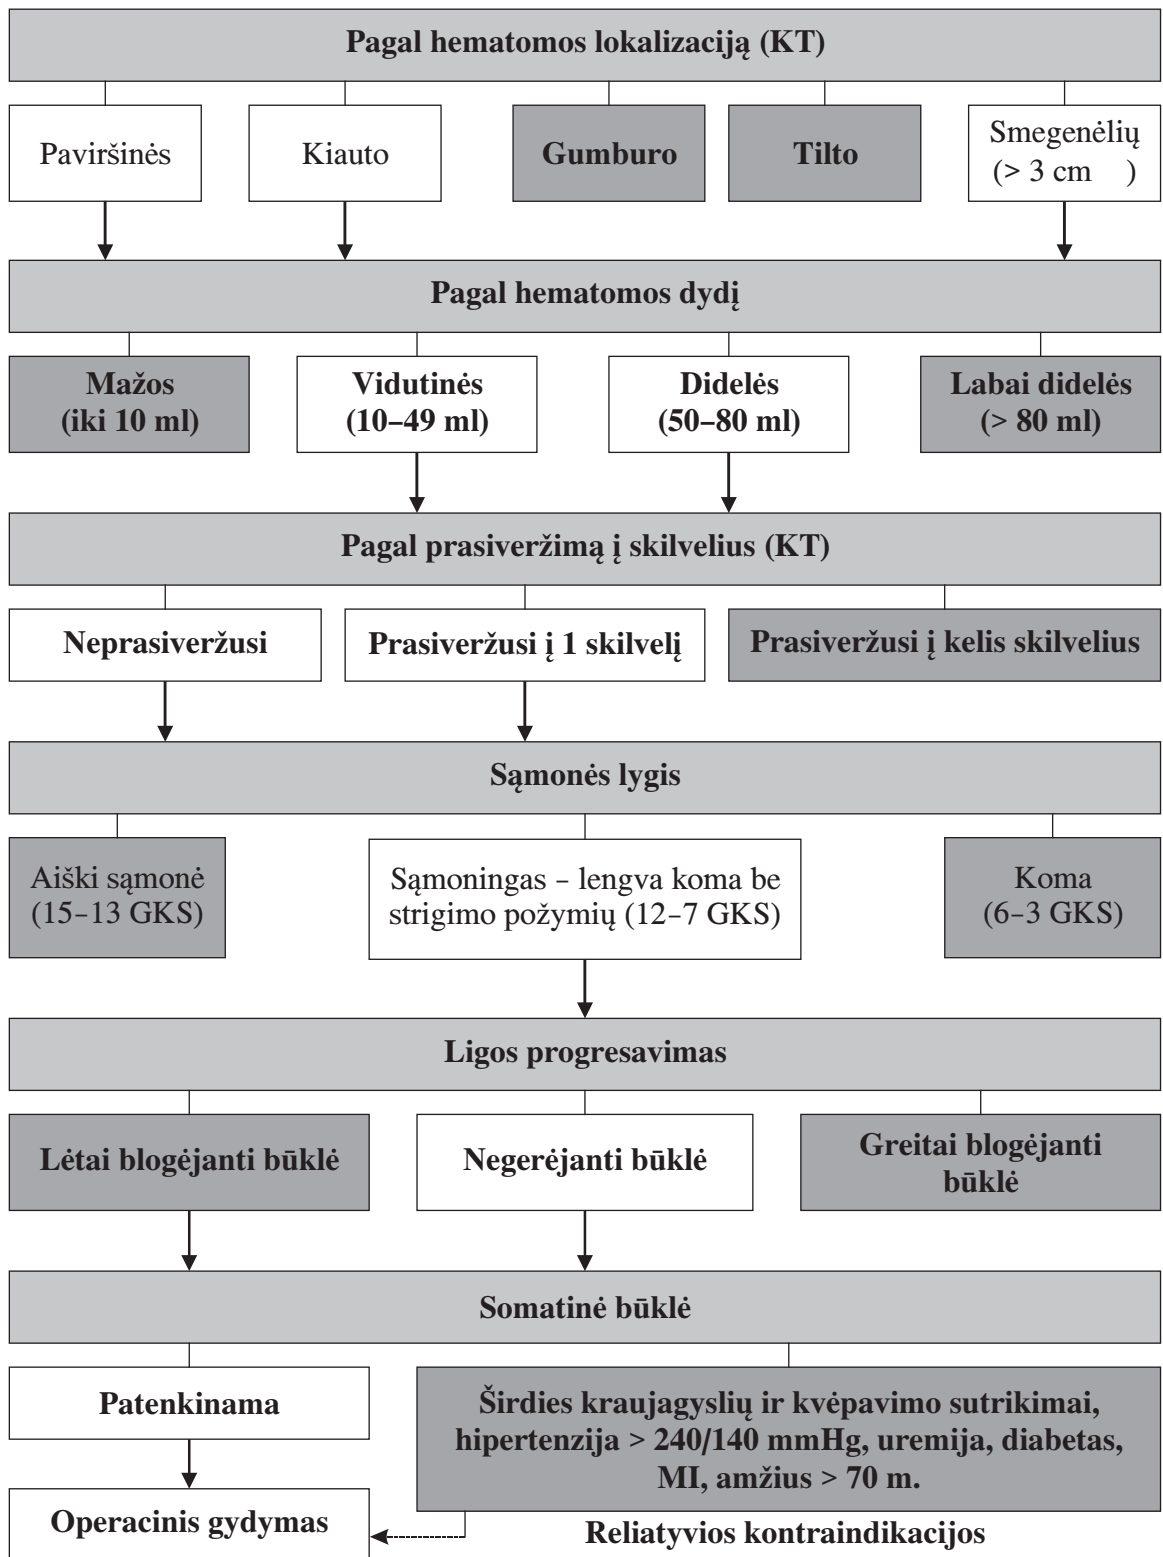 Pagal hematomos lokalizaciją (KT)
Paviršinės
Kiauto
Gumburo
Tilto
Smegenėlių
(> 3 cm )
Pagal hematomos dydį
Mažos
(iki 10 ml)
Vidutinės
(10–49 ml)
Didelės
(50–80 ml)
Labai didelės
(> 80 ml)
Pagal prasiveržimą į skilvelius (KT)
Neprasiveržusi
Prasiveržusi į 1 skilvelį
Prasiveržusi į kelis skilvelius
Sąmonės lygis
Aiški sąmonė
(15–13 GKS)
Sąmoningas – lengva koma be
strigimo požymių (12–7 GKS)
Koma
(6–3 GKS)
Ligos progresavimas
Lėtai blogėjanti būklė
Negerėjanti būklė
Greitai blogėjanti
būklė
Somatinė būklė
Patenkinama
Širdies kraujagyslių ir kvėpavimo sutrikimai,
hipertenzija > 240/140 mmHg, uremija, diabetas,
MI, amžius > 70 m.
Operacinis gydymas
Reliatyvios kontraindikacijos